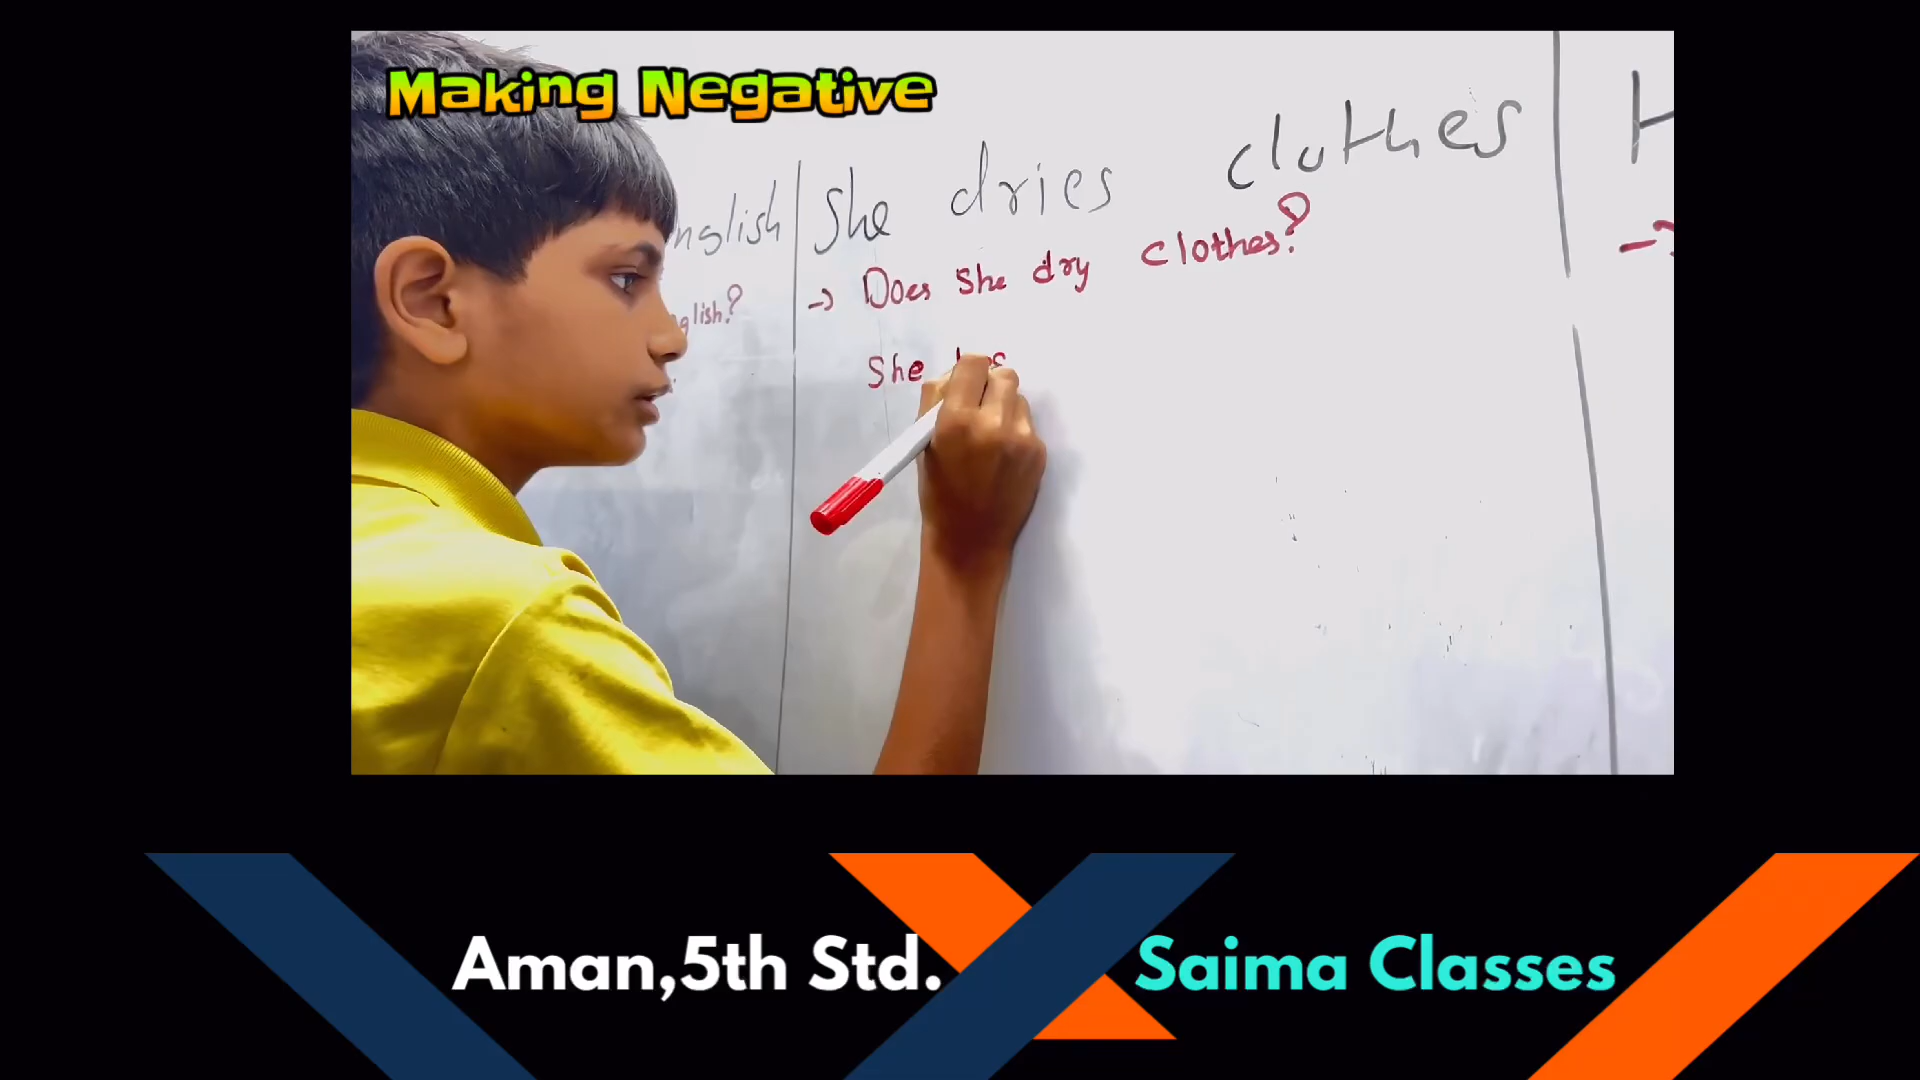 Making Negative
She dries clothes
nglish
→ Does she dry clothes?
glish?
She
Aman,5th Std.
Saima Classes